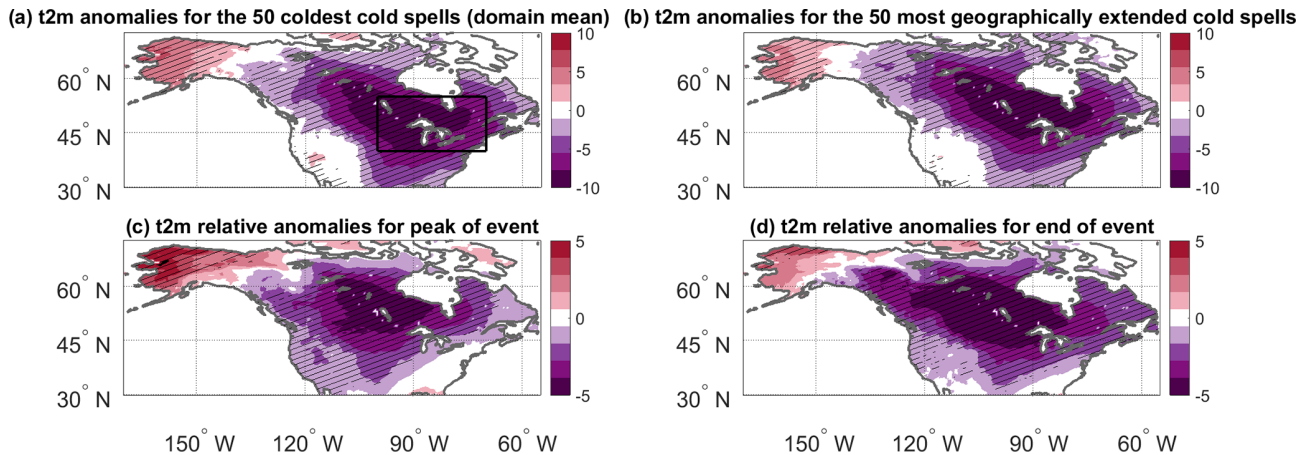 (a) t2m anomalies for the 50 coldest cold spells (domain mean)
60° N
45° N
30° N
10
5
0
-5
-10
(b) t2m anomalies for the 50 most geographically extended cold spells
60° N
45° N
30° N
10
5
0
-5
-10
(c) t2m relative anomalies for peak of event
60° N
45° N
30° N
150° W
120° W
90° W
60° W
5
0
-5
(d) t2m relative anomalies for end of event
60° N
45° N
30° N
150° W
120° W
90° W
60° W
5
0
-5